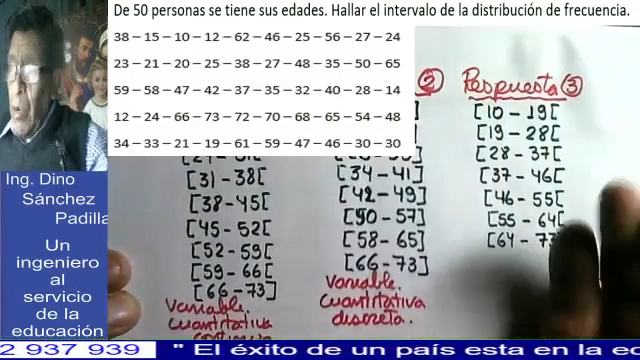 De 50 personas se tiene sus edades. Hallar el intervalo de la distribución de frecuencia.
38 – 15 – 10 – 12 – 62 – 46 – 25 – 56 – 27 – 24
23 – 21 – 20 – 25 – 38 – 27 – 48 – 35 – 50 – 65
59 – 58 – 47 – 42 – 37 – 35 – 32 – 40 – 28 – 14
12 – 24 – 66 – 73 – 72 – 70 – 68 – 65 – 54 – 48
34 – 33 – 21 – 19 – 61 – 59 – 47 – 46 – 30 – 30
[31 – 38[
[38 – 45[
[45 – 52[
[52 – 59[
[59 – 66[
[66 – 73]
Variable
cuantitativa
②
[34 – 41]
[42 – 49]
[50 – 57]
[58 – 65]
[66 – 73]
Variable
cuantitativa
discreta.
Respuesta ③
[10 – 19[
[19 – 28[
[28 – 37[
[37 – 46[
[46 – 55[
[55 – 64[
[64 – 73
Ing. Dino
Sánchez
Padilla
Un
ingeniero
al
servicio
de la
educación
2 937 939 " El éxito de un país esta en la